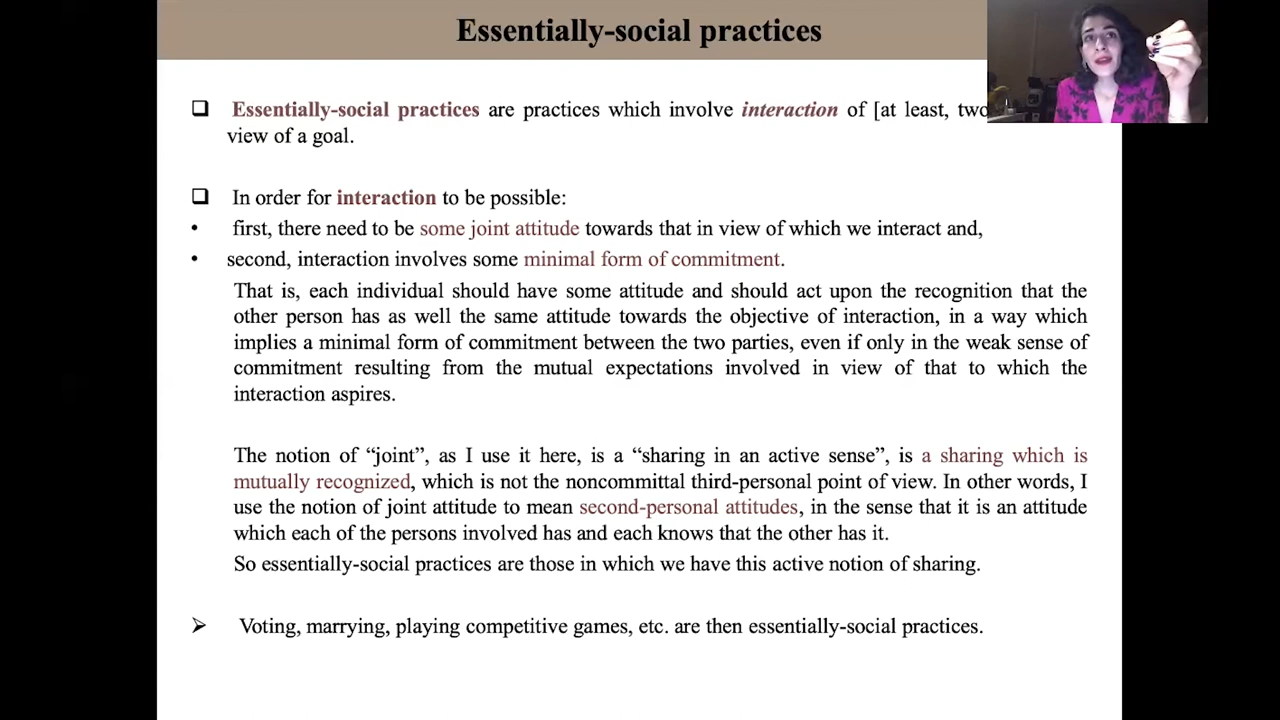 Essentially-social practices
Essentially-social practices are practices which involve interaction of [at least, two
view of a goal.
In order for interaction to be possible:
• first, there need to be some joint attitude towards that in view of which we interact and,
• second, interaction involves some minimal form of commitment.
That is, each individual should have some attitude and should act upon the recognition that the
other person has as well the same attitude towards the objective of interaction, in a way which
implies a minimal form of commitment between the two parties, even if only in the weak sense of
commitment resulting from the mutual expectations involved in view of that to which the
interaction aspires.
The notion of “joint”, as I use it here, is a “sharing in an active sense”, is a sharing which is
mutually recognized, which is not the noncommittal third-personal point of view. In other words, I
use the notion of joint attitude to mean second-personal attitudes, in the sense that it is an attitude
which each of the persons involved has and each knows that the other has it.
So essentially-social practices are those in which we have this active notion of sharing.
Voting, marrying, playing competitive games, etc. are then essentially-social practices.